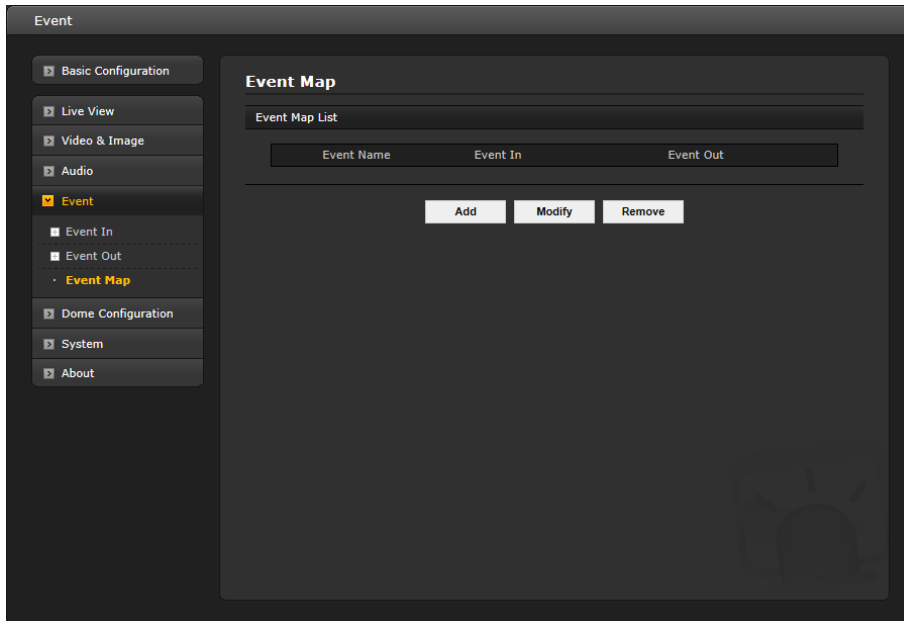 Event
Basic Configuration
Live View
Video & Image
Audio
Event
Event In
Event Out
Event Map
Dome Configuration
System
About
Event Map
Event Map List
Event Name Event In Event Out
Add Modify Remove